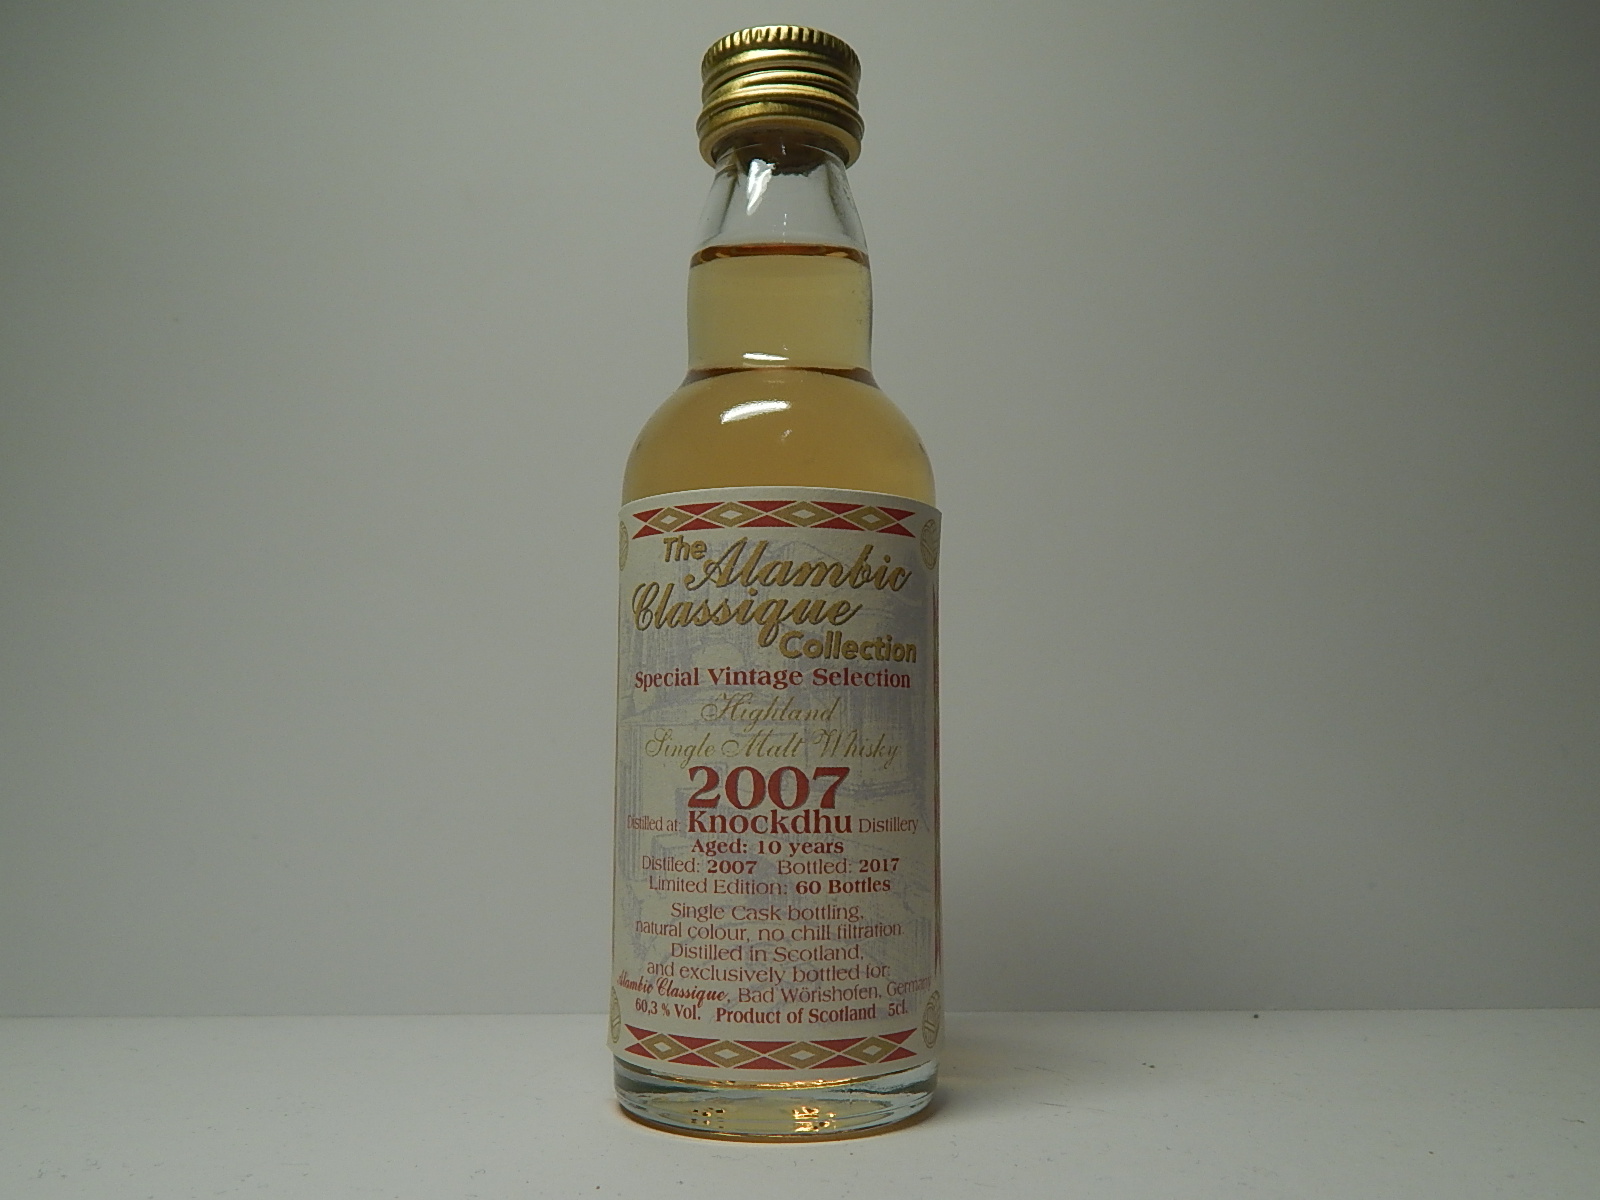 The Alambic
Classique
Collection
Special Vintage Selection
Highland
Single Malt Whisky
2007
Distilled at: Knockdhu Distillery
Aged: 10 years
Distilled: 2007 Bottled: 2017
Limited Edition: 60 Bottles
Single Cask bottling,
natural colour, no chill filtration.
Distilled in Scotland,
and exclusively bottled for:
Alambic Classique, Bad Wörishofen, Germany
60,3 % Vol. Product of Scotland 5cl.